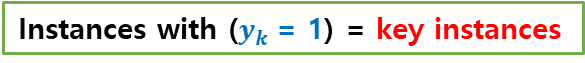 Instances with (yₖ = 1) = key instances